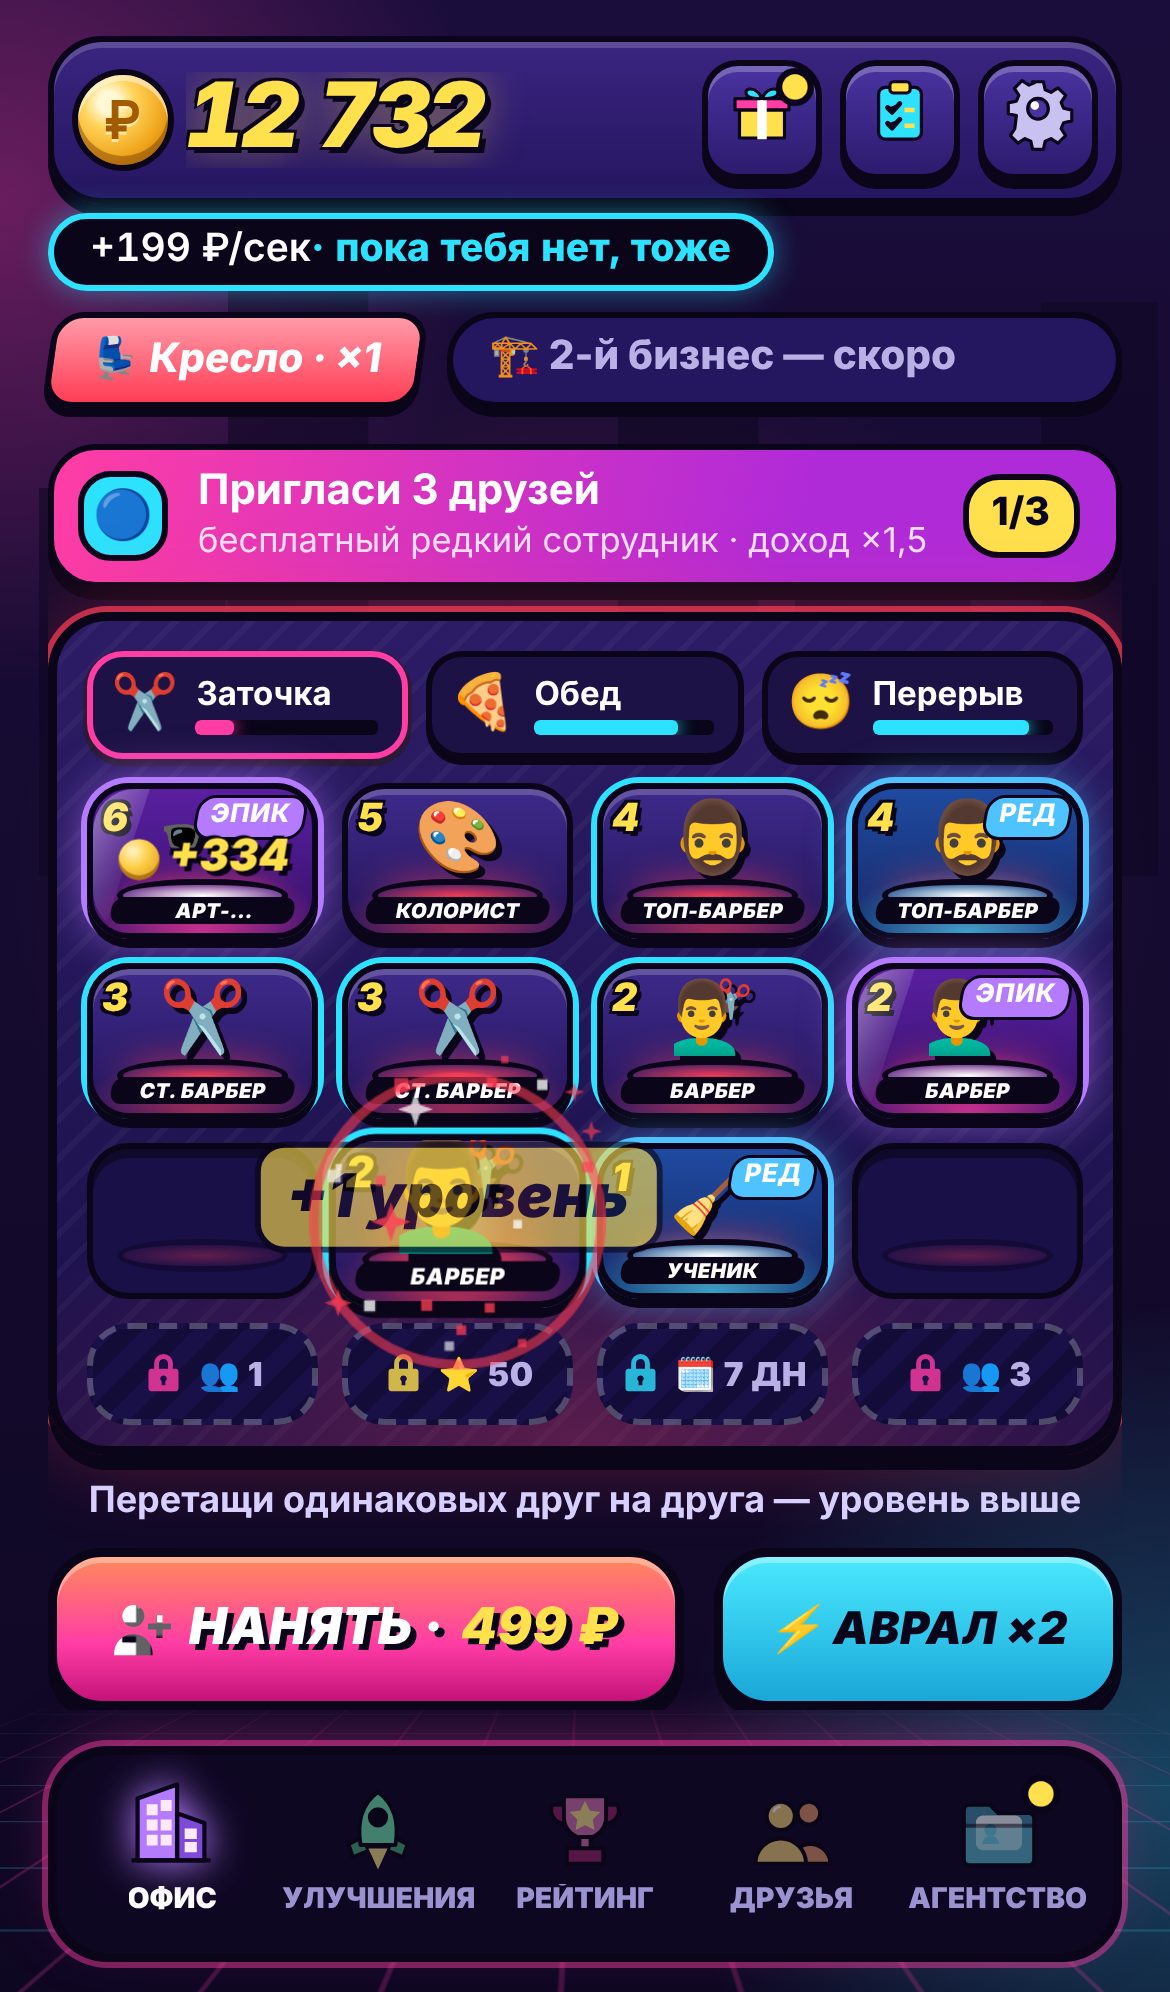 ₽ 12 732
+199 ₽/сек· пока тебя нет, тоже
Кресло · ×1
2-й бизнес — скоро
Пригласи 3 друзей
бесплатный редкий сотрудник · доход ×1,5
1/3
Заточка
Обед
Перерыв
6 ЭПИК
+334
АРТ-...
5
КОЛОРИСТ
4
ТОП-БАРБЕР
4 РЕД
ТОП-БАРБЕР
3
СТ. БАРБЕР
3
СТ. БАРБЕР
2
БАРБЕР
2 ЭПИК
БАРБЕР
2
+1 уровень
БАРБЕР
1 РЕД
УЧЕНИК
1
50
7 ДН
3
Перетащи одинаковых друг на друга — уровень выше
НАНЯТЬ · 499 ₽
АВРАЛ ×2
ОФИС
УЛУЧШЕНИЯ
РЕЙТИНГ
ДРУЗЬЯ
АГЕНТСТВО